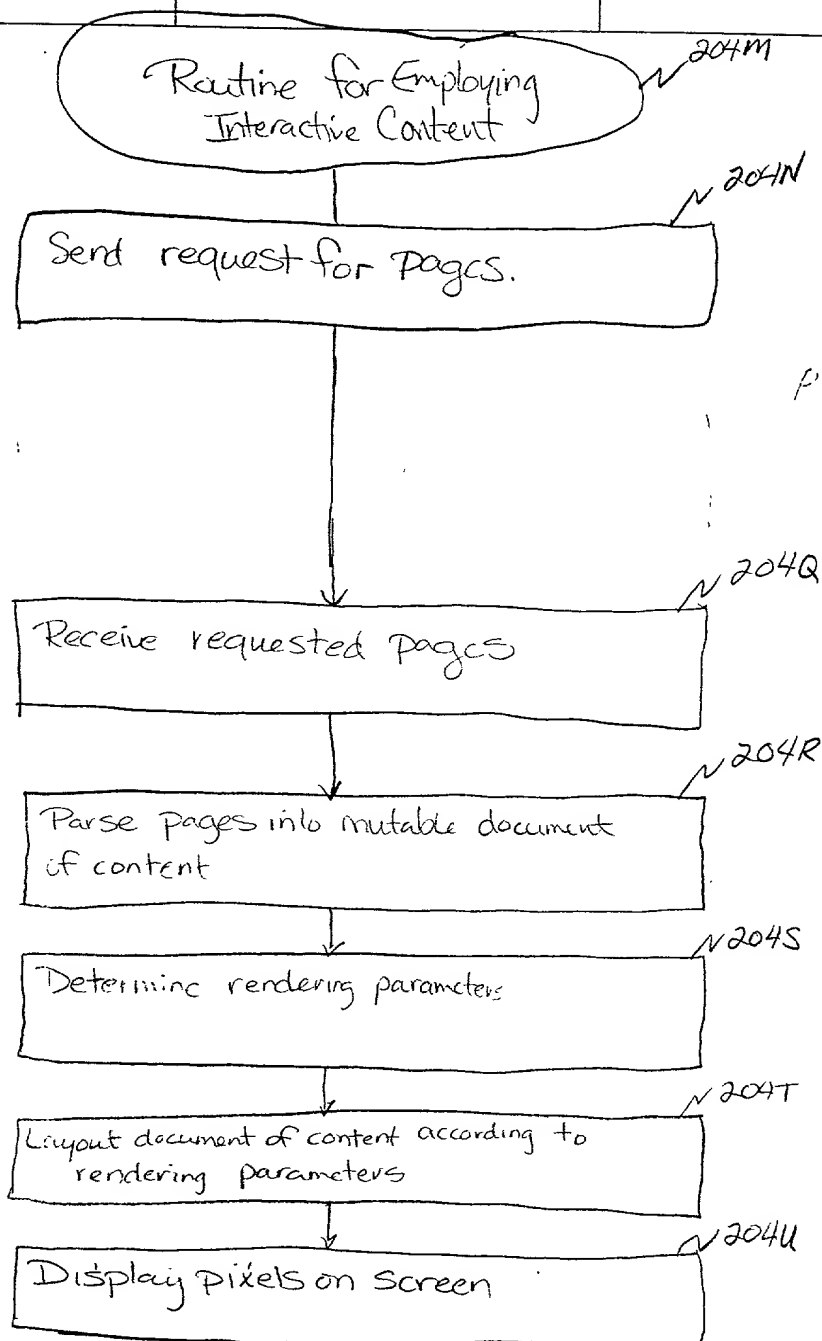 Routine for Employing
Interactive Content
204M
204N
Send request for pages.
204Q
Receive requested pages
204R
Parse pages into mutable document
of content
204S
Determine rendering parameters
204T
Layout document of content according to
rendering parameters
204U
Display pixels on screen